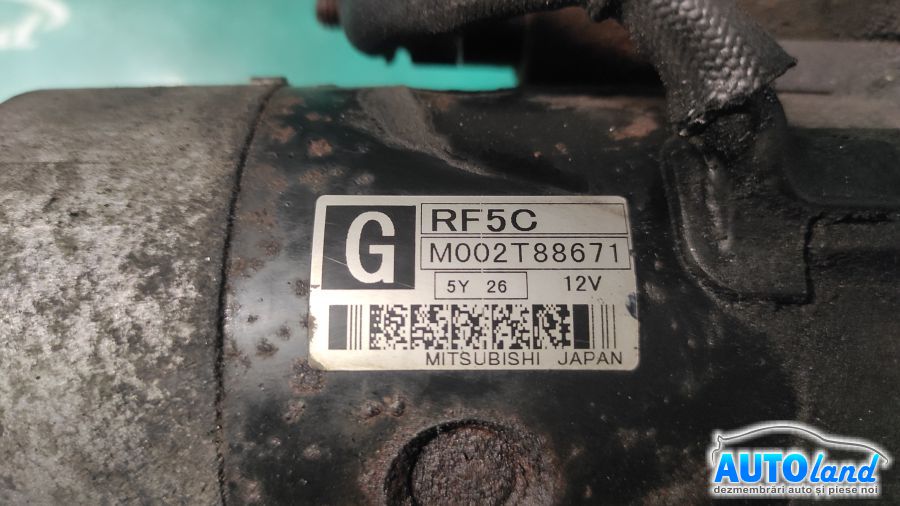 G
RF5C
M002T88671
5Y 26 12V
MITSUBISHI JAPAN
AUTOland
dezmembrări auto și piese noi